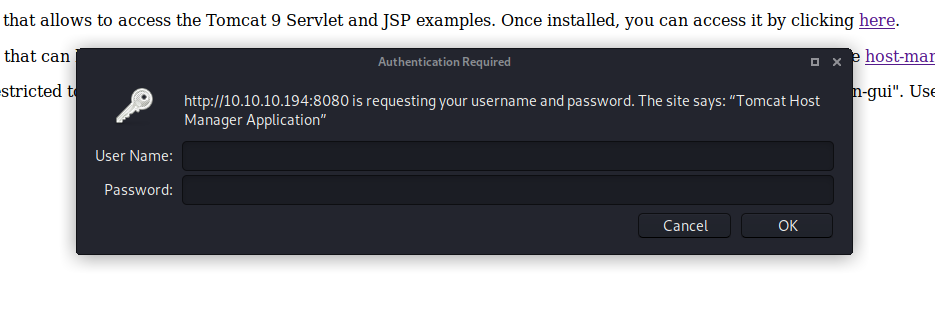 that allows to access the Tomcat 9 Servlet and JSP examples. Once installed, you can access it by clicking here.
Authentication Required
that can host-mar
http://10.10.10.194:8080 is requesting your username and password. The site says: “Tomcat Host
stricted n-gui". Use
Manager Application”
User Name:
Password:
Cancel OK